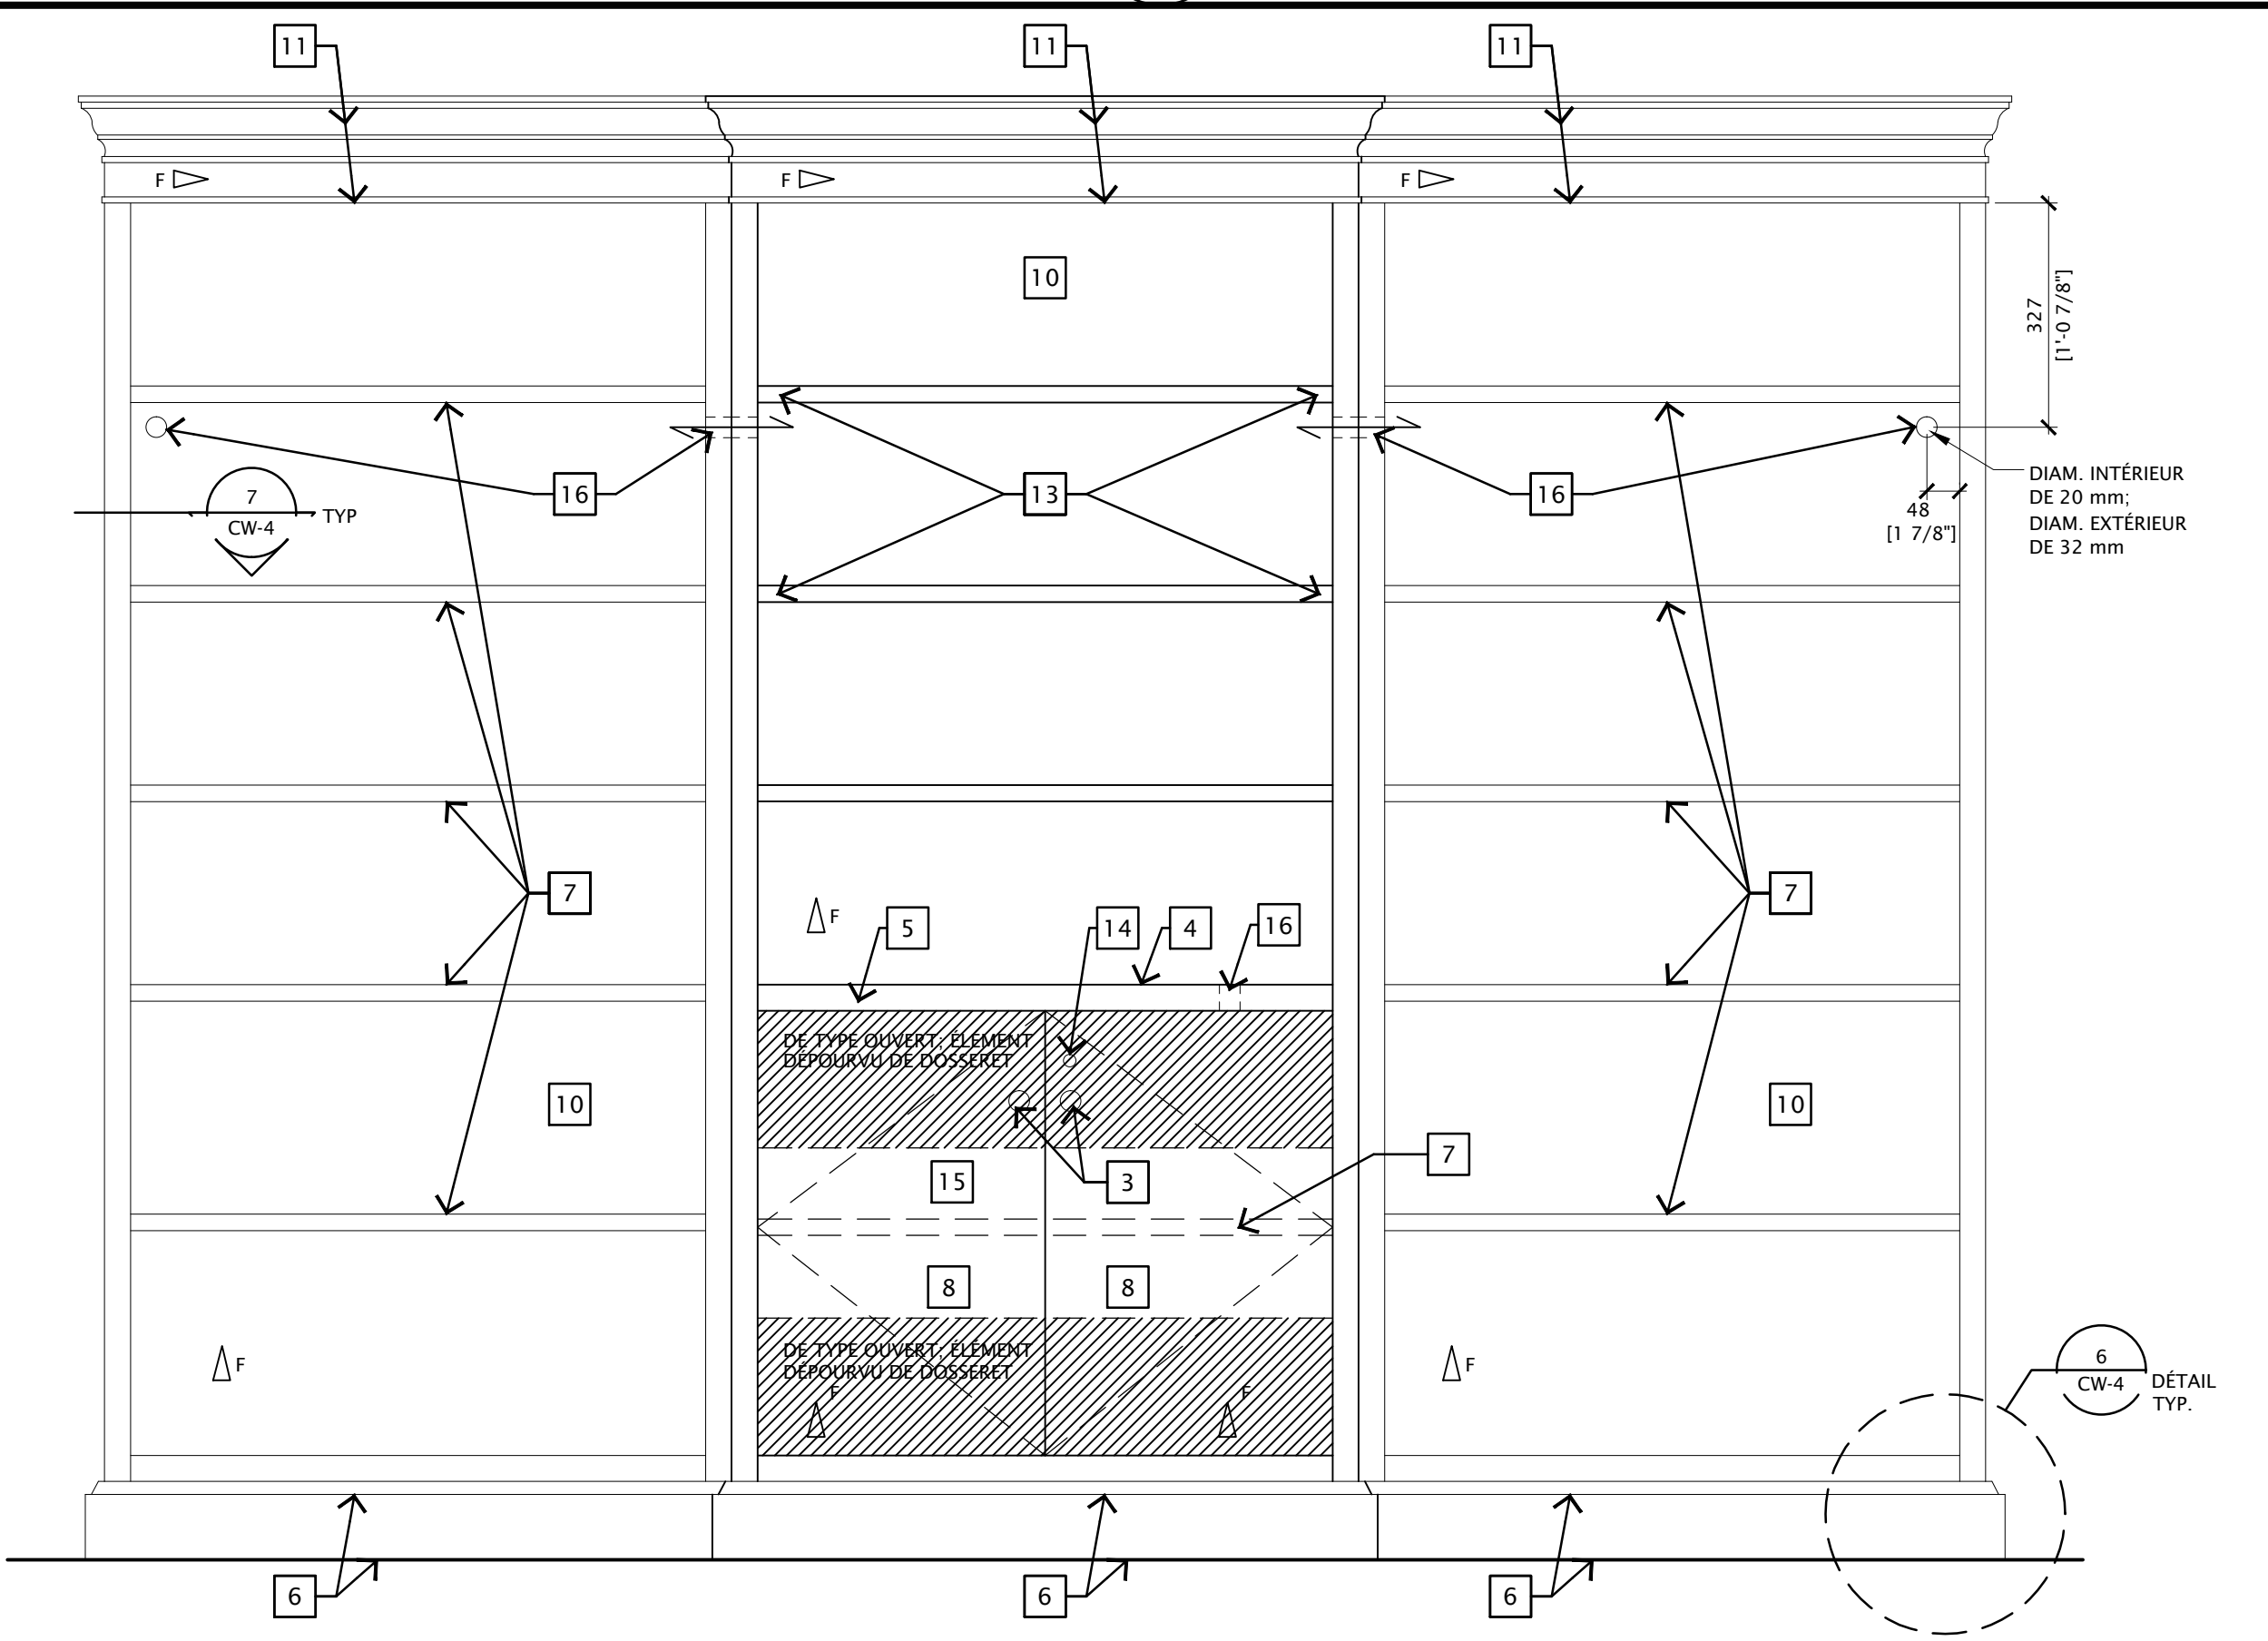 11
11
11
F
F
F
10
327
[1'-0 7/8"]
16
13
16
7
CW-4
TYP
DIAM. INTÉRIEUR
DE 20 mm;
DIAM. EXTÉRIEUR
DE 32 mm
48
[1 7/8"]
7
7
F
5
14
4
16
DE TYPE OUVERT; ÉLÉMENT
DÉPOURVU DE DOSSERET
10
10
7
15
3
8
8
DE TYPE OUVERT; ÉLÉMENT
DÉPOURVU DE DOSSERET
F
F
F
F
6
CW-4
DÉTAIL
TYP.
6
6
6